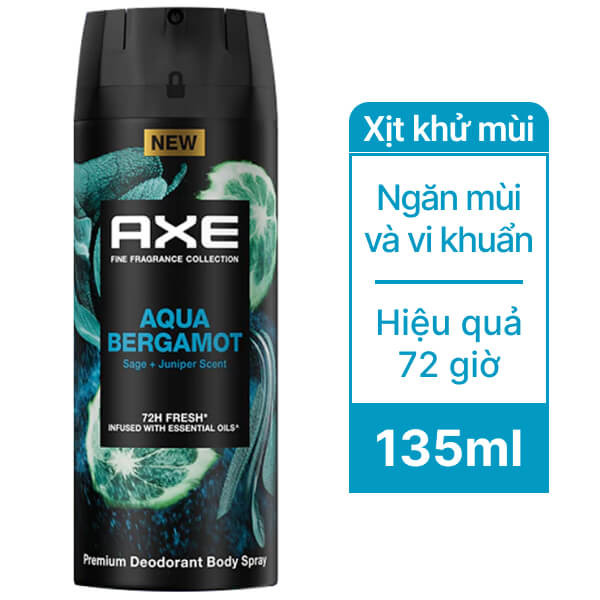 NEW
AXE
FINE FRAGRANCE COLLECTION
AQUA
BERGAMOT
Sage + Juniper Scent
72H FRESH*
INFUSED WITH ESSENTIAL OILS^
Premium Deodorant Body Spray
Xịt khử mùi
Ngăn mùi
và vi khuẩn
Hiệu quả
72 giờ
135ml